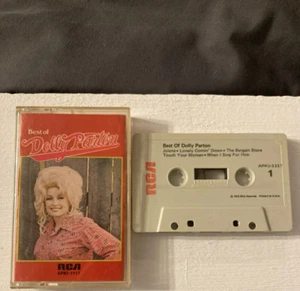 Best of
Dolly Parton
RCA
Best Of Dolly Parton
Jolene• Lonely Comin' Down• The Bargain Store•
Touch Your Woman• When I Sing For Him
RCA
1